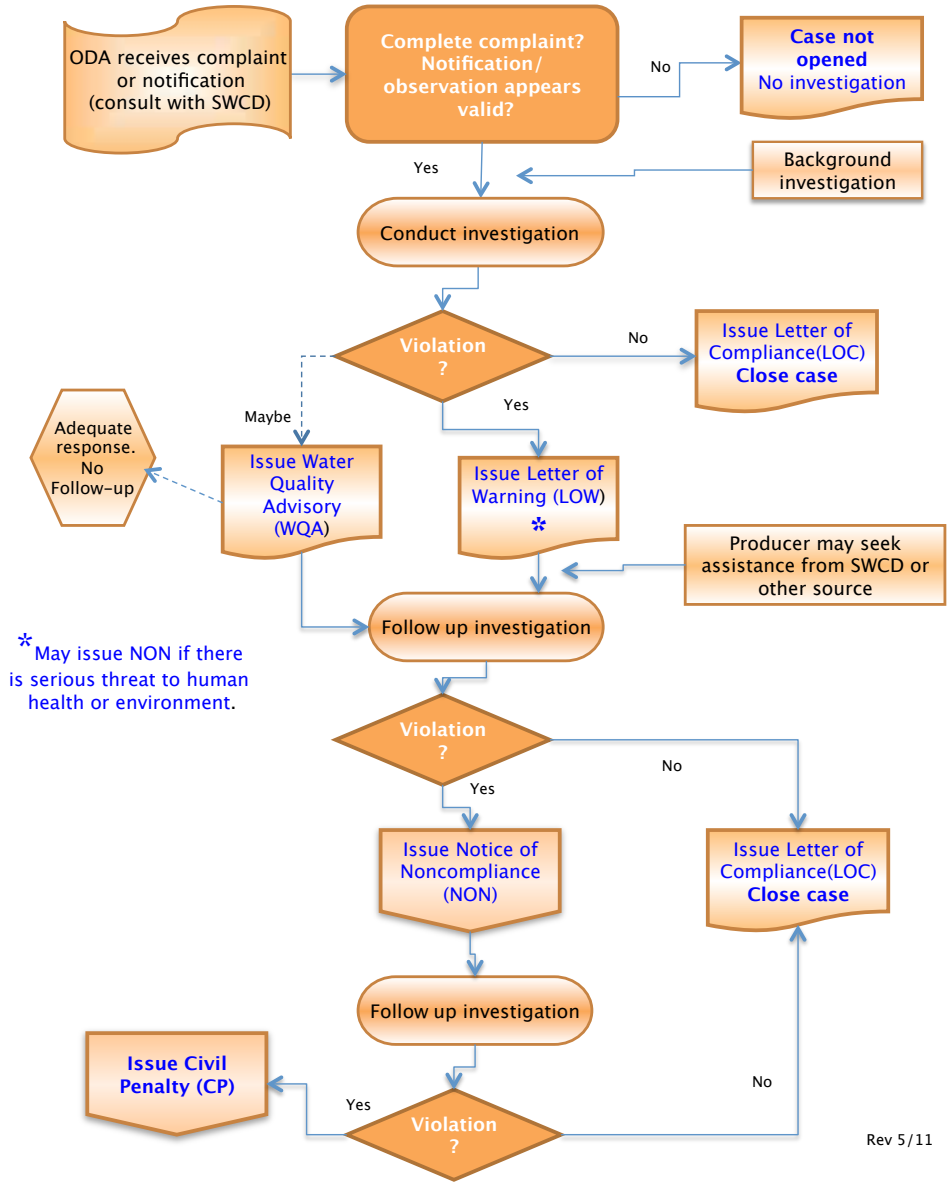 ODA receives complaint
or notification
(consult with SWCD)
Complete complaint?
Notification/
observation appears
valid?
No
Case not
opened
No investigation
Yes
Background
investigation
Conduct investigation
Violation
?
No
Issue Letter of
Compliance(LOC)
Close case
Maybe
Yes
Adequate
response.
No
Follow-up
Issue Water
Quality
Advisory
(WQA)
Issue Letter of
Warning (LOW)
*
Producer may seek
assistance from SWCD or
other source
Follow up investigation
*May issue NON if there
is serious threat to human
health or environment.
Violation
?
No
Yes
Issue Notice of
Noncompliance
(NON)
Issue Letter of
Compliance(LOC)
Close case
Follow up investigation
Issue Civil
Penalty (CP)
Yes
Violation
?
No
Rev 5/11